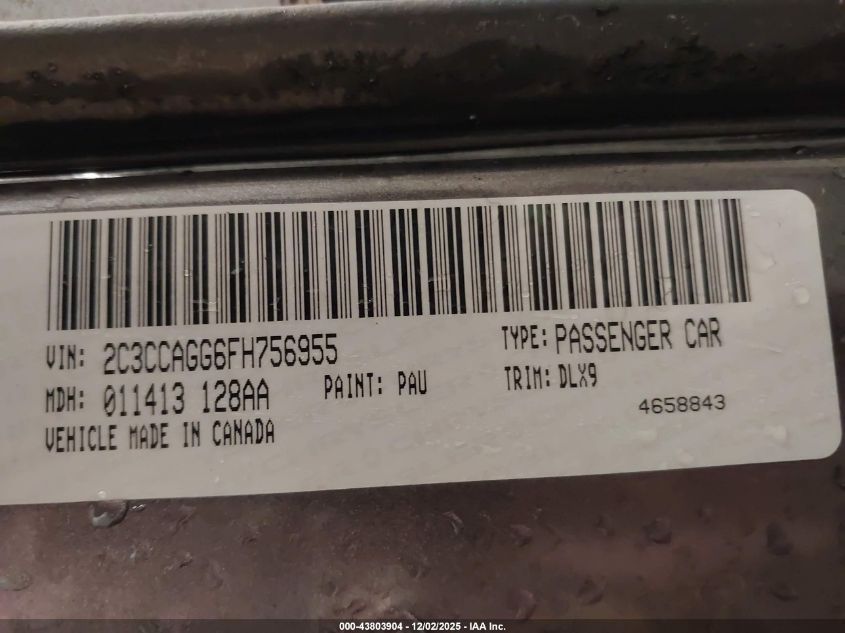 VIN: 2C3CCAGG6FH756955 TYPE: PASSENGER CAR
MDH: 011413 128AA PAINT: PAU TRIM: DLX9
VEHICLE MADE IN CANADA 4658843
000-43803904 - 12/02/2025 - IAA Inc.